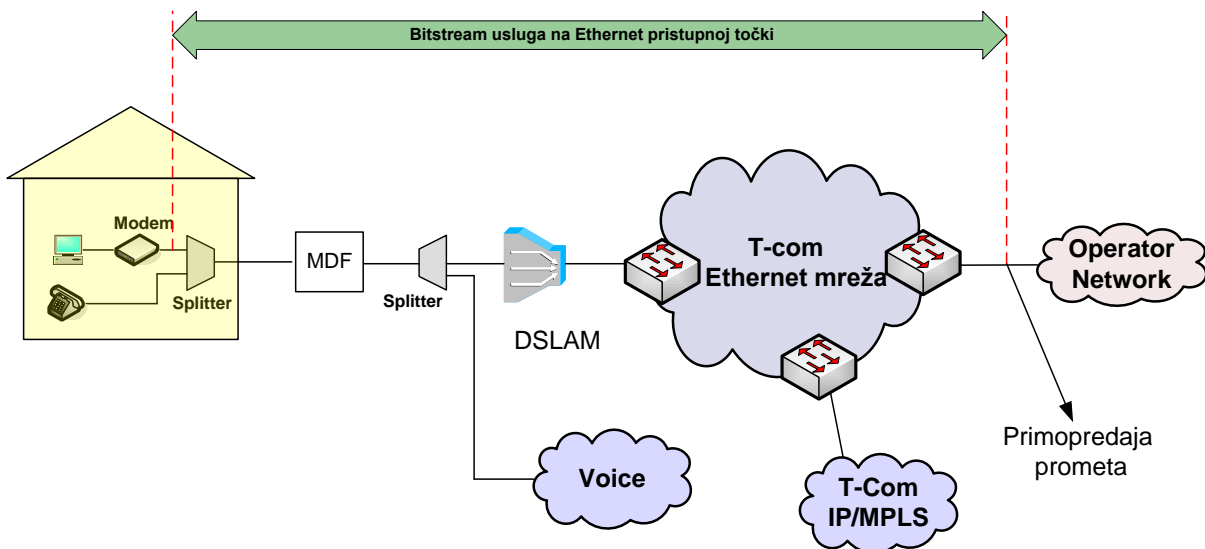 Bitstream usluga na Ethernet pristupnoj točki
Modem
Splitter
MDF
Splitter
DSLAM
T-com
Ethernet mreža
Operator
Network
Primopredaja
prometa
Voice
T-Com
IP/MPLS